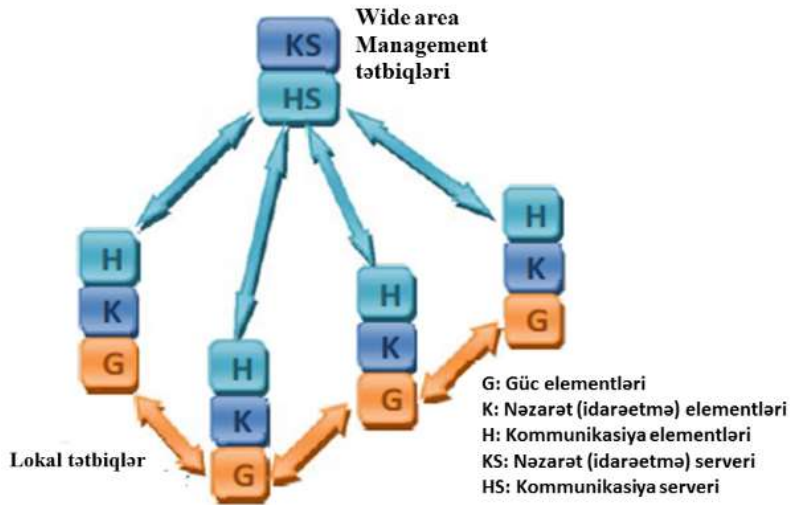 Wide area
Management
tətbiqləri
KS
HS
H
K
G
H
K
G
H
K
G
H
K
G
Lokal tətbiqlər
G: Güc elementləri
K: Nəzarət (idarəetmə) elementləri
H: Kommunikasiya elementləri
KS: Nəzarət (idarəetmə) serveri
HS: Kommunikasiya serveri